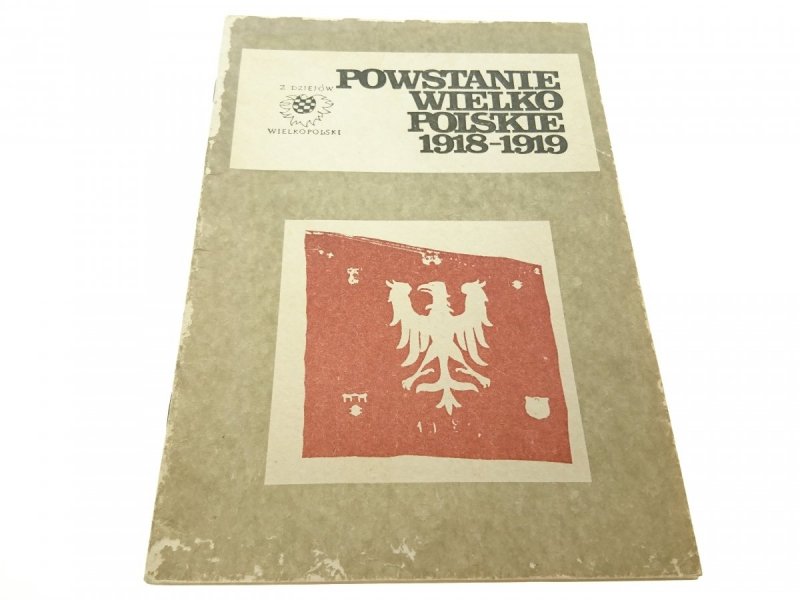 Z DZIEJÓW
WIELKOPOLSKI
POWSTANIE
WIELKO
POLSKIE
1918-1919